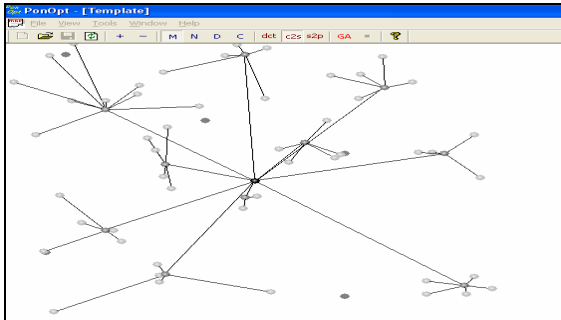 PonOpt - [Template]
File View Tools Window Help
+ - M N D C dct c2s s2p GA = ?